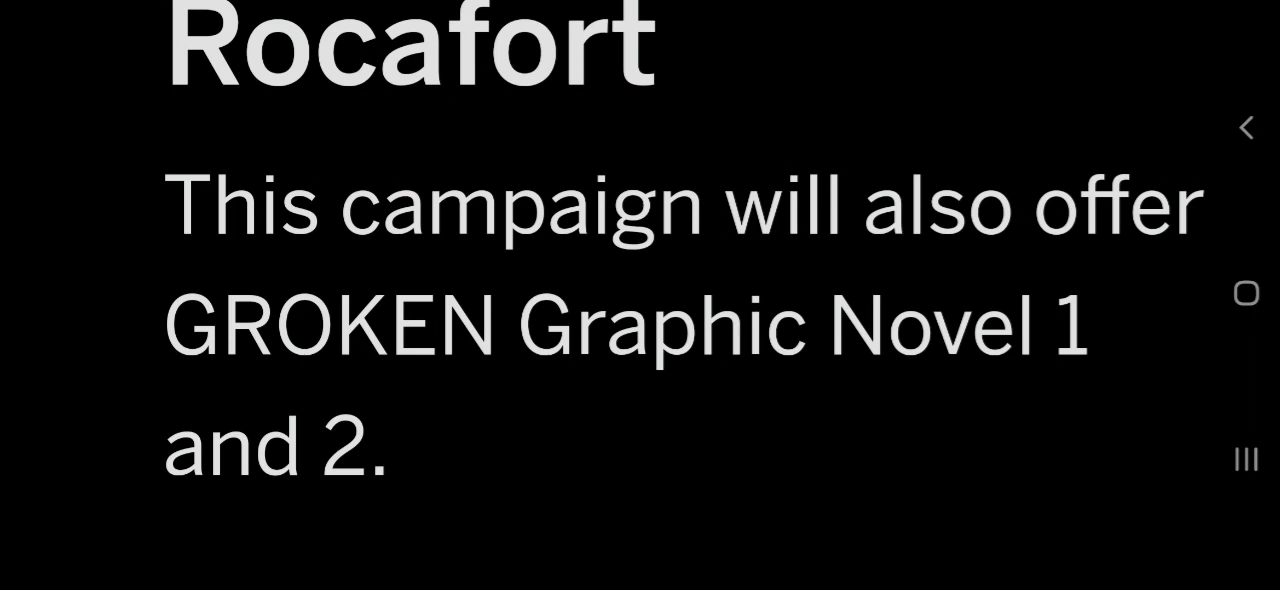 Rocafort
This campaign will also offer
GROKEN Graphic Novel 1
and 2.